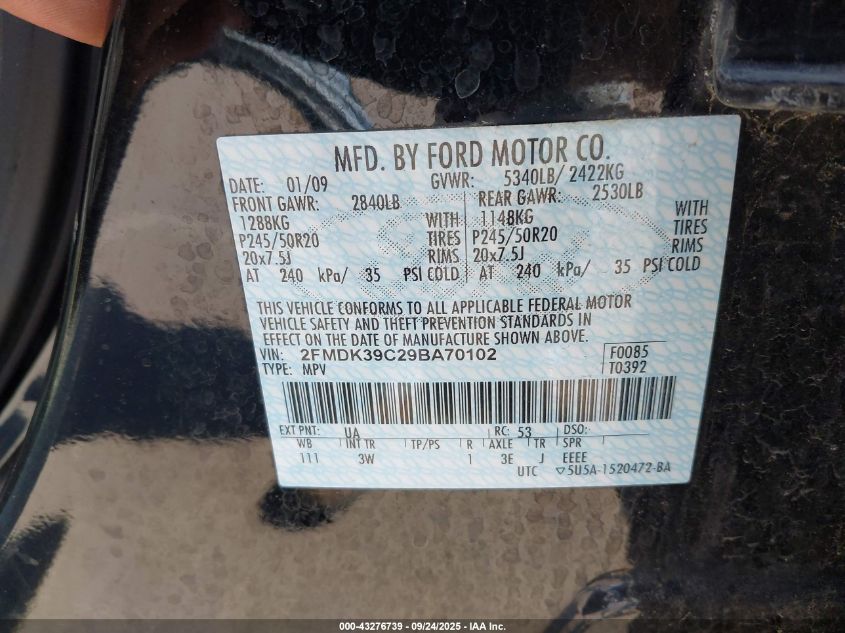 MFD. BY FORD MOTOR CO.
DATE: 01/09 GVWR: 5340LB/ 2422KG
FRONT GAWR: 2840LB REAR GAWR: 2530LB
1288KG WITH 1148KG WITH
P245/50R20 TIRES P245/50R20 TIRES
20x7.5J RIMS 20x7.5J RIMS
AT 240 kPa/ 35 PSI COLD AT 240 kPa/ 35 PSI COLD
THIS VEHICLE CONFORMS TO ALL APPLICABLE FEDERAL MOTOR
VEHICLE SAFETY AND THEFT PREVENTION STANDARDS IN
EFFECT ON THE DATE OF MANUFACTURE SHOWN ABOVE.
VIN: 2FMDK39C29BA70102 F0085
TYPE: MPV T0392
EXT PNT: UA RC: 53 DSO:
WB INT TR TP/PS R AXLE TR SPR
111 3W 1 3E J EEEE
UTC ▽5U5A-1520472-BA
000-43276739 - 09/24/2025 - IAA Inc.